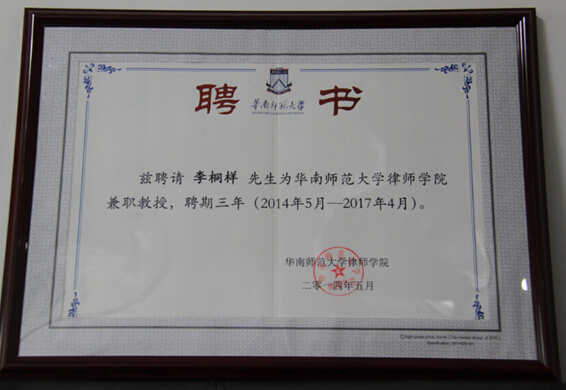 聘 书
华南师范大学
兹聘请 李桐样 先生为华南师范大学律师学院
兼职教授，聘期三年（2014年5月—2017年4月）。
华南师范大学律师学院
二零一四年五月